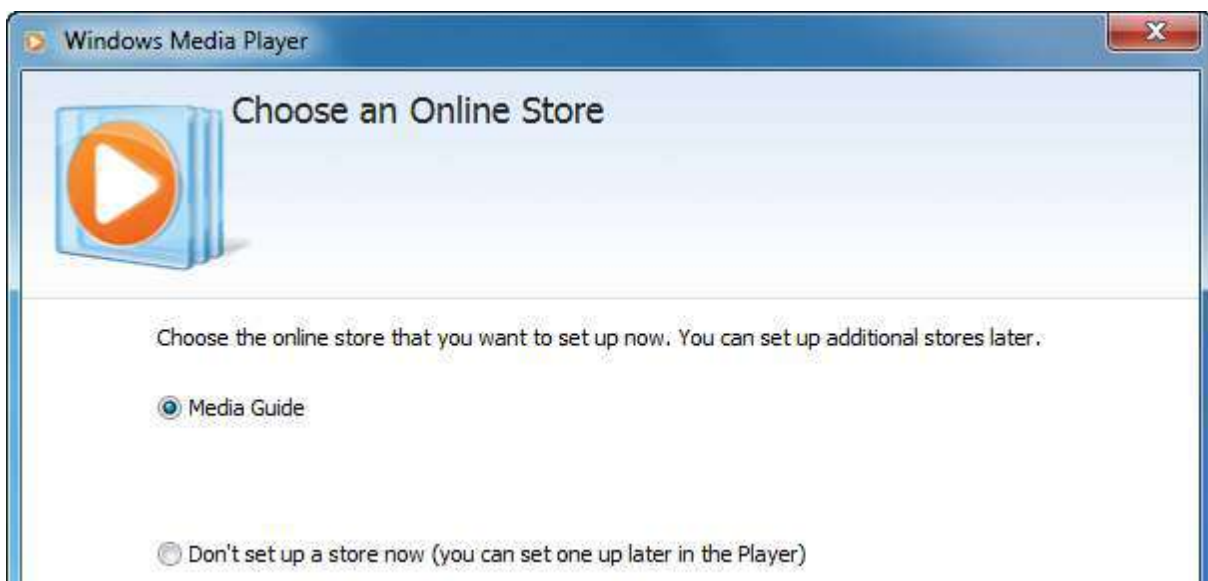 Windows Media Player
Choose an Online Store
Choose the online store that you want to set up now. You can set up additional stores later.
Media Guide
Don't set up a store now (you can set one up later in the Player)